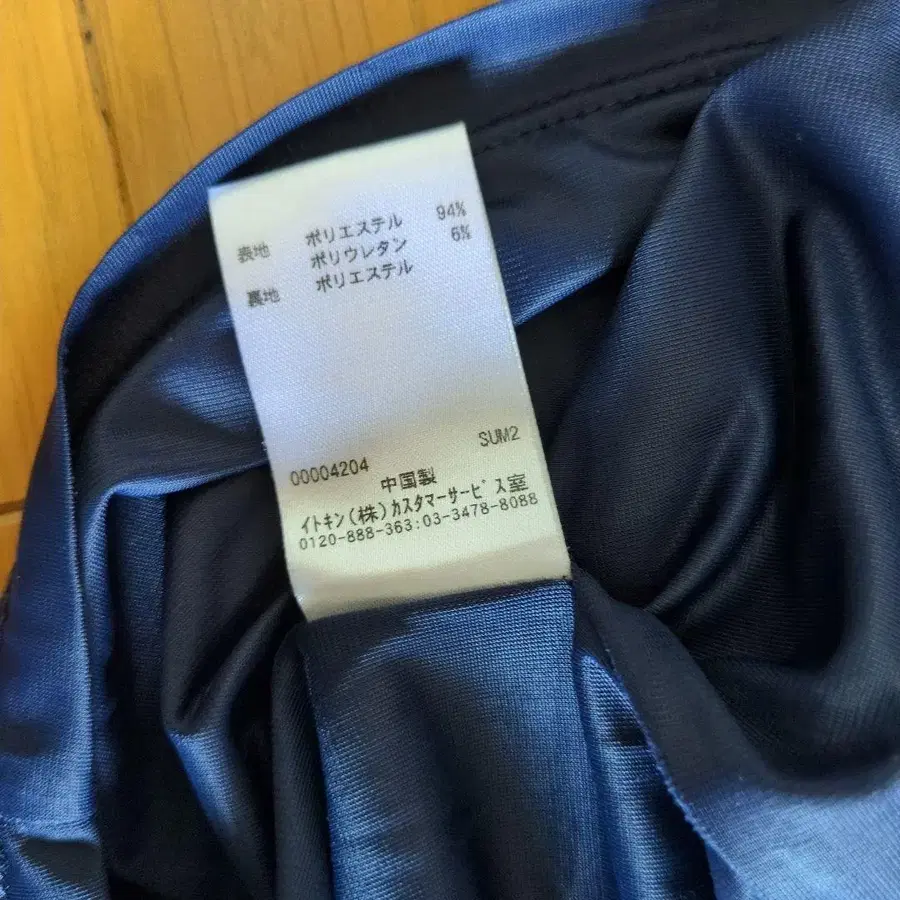 表地 ポリエステル 94%
ポリウレタン 6%
裏地 ポリエステル
SUM2
00004204
中国製
イトキン(株)カスタマーサービス室
0120-888-363:03-3478-8088